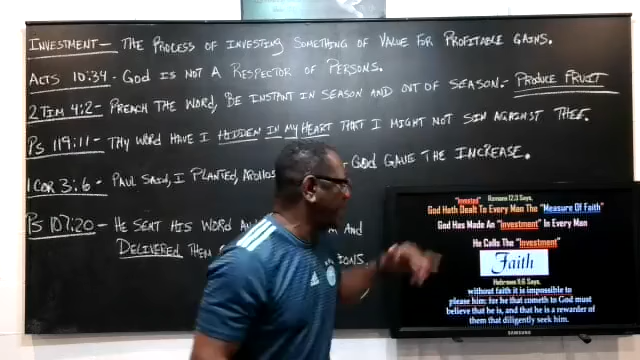 INVESTMENT - THE PROCESS OF INVESTING SOMETHING OF VALUE FOR PROFITABLE GAINS.
ACTS 10:34 - GOD IS NOT A RESPECTOR OF PERSONS.
2 TIM 4:2 - PREACH THE WORD, BE INSTANT IN SEASON AND OUT OF SEASON. - PRODUCE FRUIT
PS 119:11 - THY WORD HAVE I HIDDEN IN MY HEART THAT I MIGHT NOT SIN AGAINST THEE.
1 COR 3:6 - PAUL SAID, I PLANTED, APOLLOS GOD GAVE THE INCREASE.
PS 107:20 - HE SENT HIS WORD AND
DELIVERED THEM
"Invested" Romans 12:3 Says,
God Hath Dealt To Every Man The "Measure Of Faith"
God Has Made An "Investment" In Every Man
He Calls The "Investment"
Faith
Hebrews 11:6 Says,
without faith it is impossible to
please him: for he that cometh to God must
believe that he is, and that he is a rewarder of
them that diligently seek him.
SAMSUNG